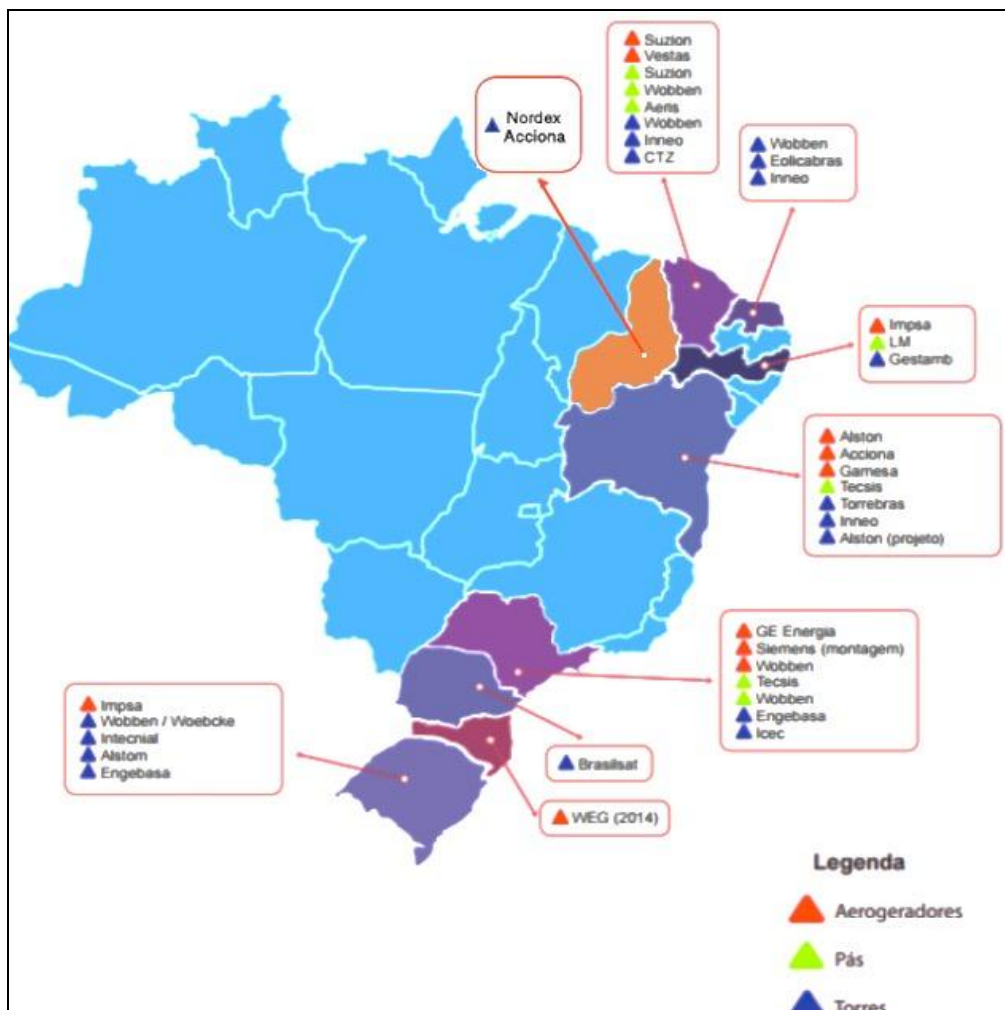 Nordex
Acciona
Suzion
Vestas
Suzion
Wobben
Aeris
Wobben
Inneo
CTZ
Wobben
Eolicabras
Inneo
Impsa
LM
Gestamb
Alston
Acciona
Gamesa
Tecsis
Torrebras
Inneo
Alston (projeto)
GE Energia
Siemens (montagem)
Wobben
Tecsis
Wobben
Engebasa
Icec
Impsa
Wobben / Woebcke
Intecnial
Alstom
Engebasa
Brasilsat
WEG (2014)
Legenda
Aerogeradores
Pás
Torres